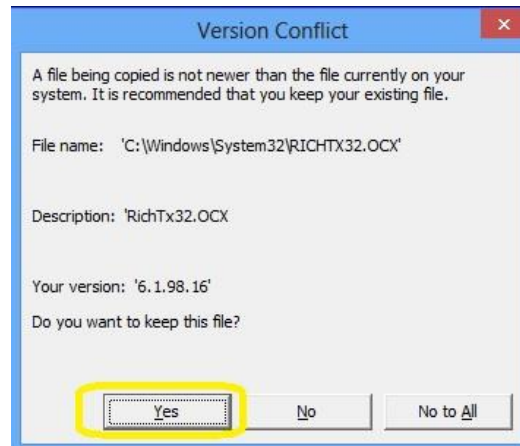 Version Conflict
A file being copied is not newer than the file currently on your
system. It is recommended that you keep your existing file.
File name: 'C:\Windows\System32\RICHTX32.OCX'
Description: 'RichTx32.OCX
Your version: '6.1.98.16'
Do you want to keep this file?
Yes No No to All